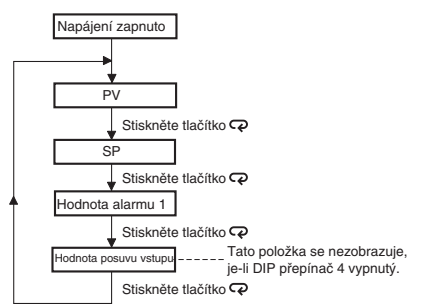 Napájení zapnuto
PV
Stiskněte tlačítko
SP
Stiskněte tlačítko
Hodnota alarmu 1
Stiskněte tlačítko
Hodnota posuvu vstupu
Tato položka se nezobrazuje,
je-li DIP přepínač 4 vypnutý.
Stiskněte tlačítko